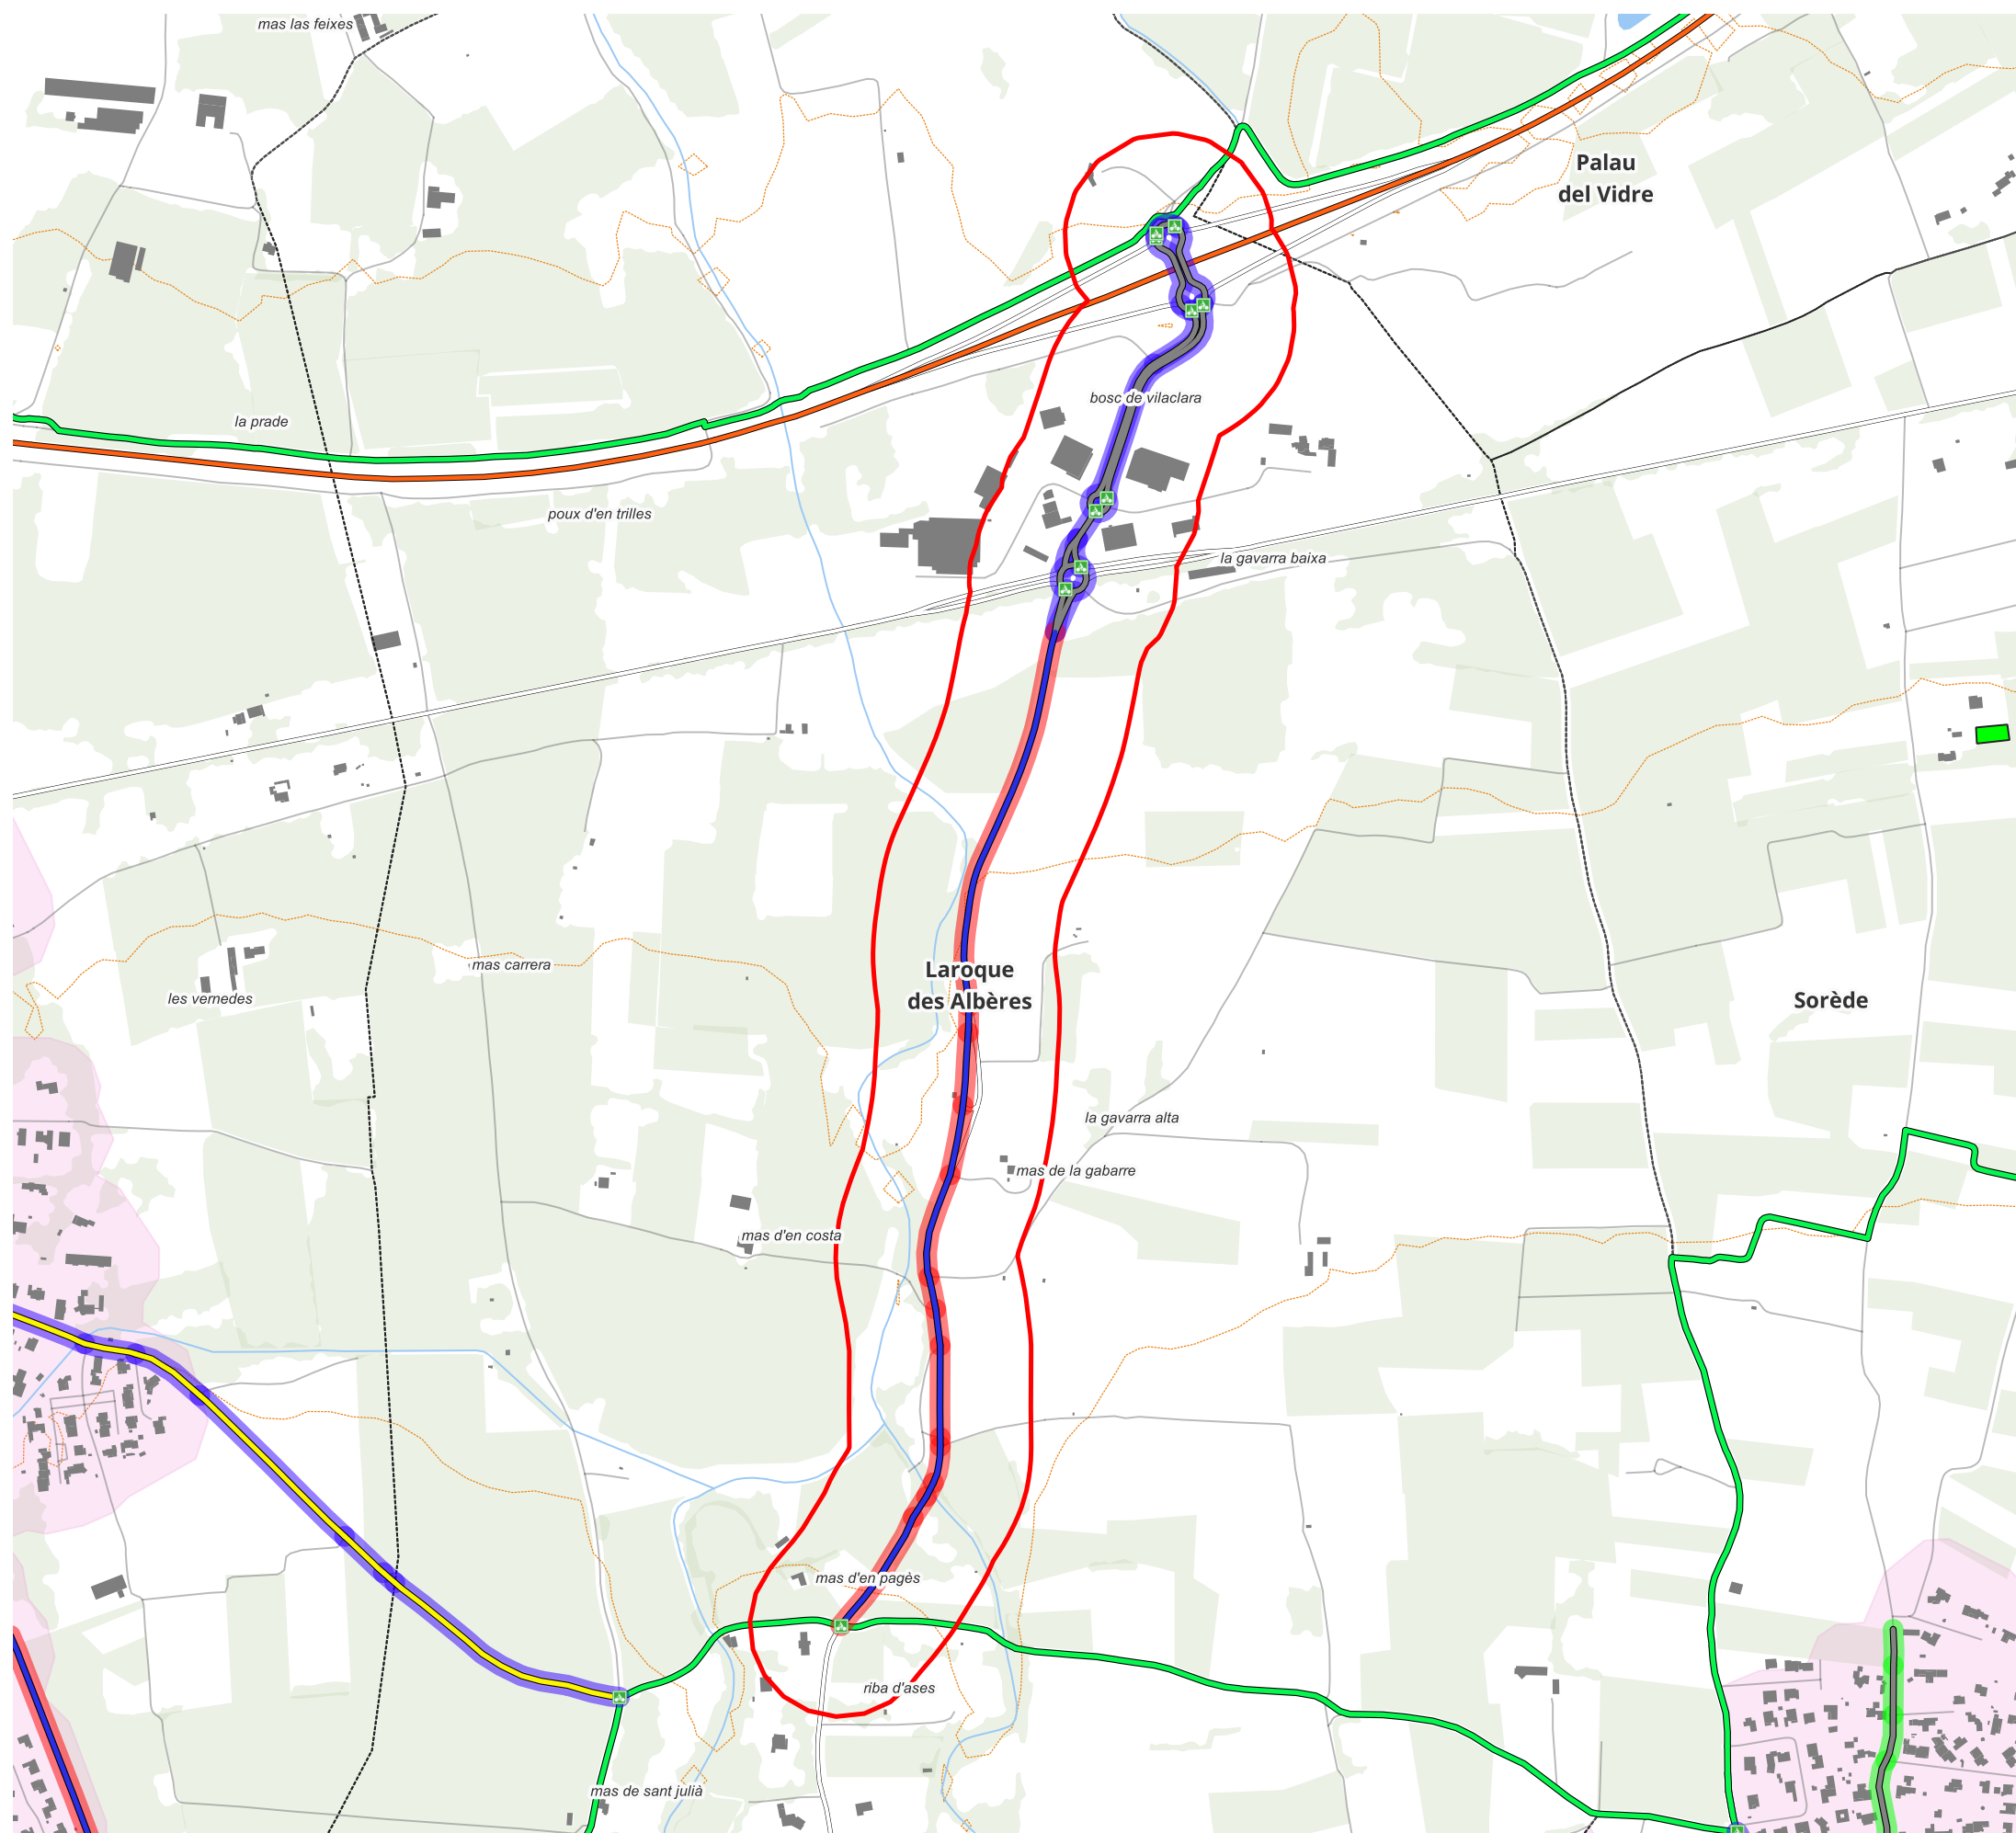 mas las feixes
Palau
del Vidre
bosc de vilaclara
la prade
poux d'en trilles
la gavarra baixa
mas carrera
Laroque
des Albères
les vernedes
Sorède
la gavarra alta
mas de la gabarre
mas d'en costa
mas d'en pagès
riba d'ases
mas de sant julià